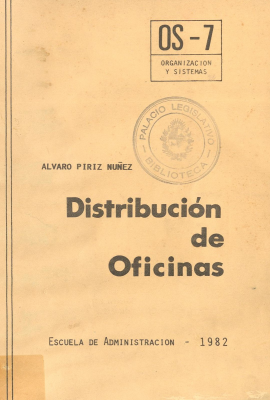 OS - 7
ORGANIZACION
Y SISTEMAS
PALACIO LEGISLATIVO
BIBLIOTECA
ALVARO PIRIZ NUÑEZ
Distribución
de
Oficinas
ESCUELA DE ADMINISTRACION - 1982